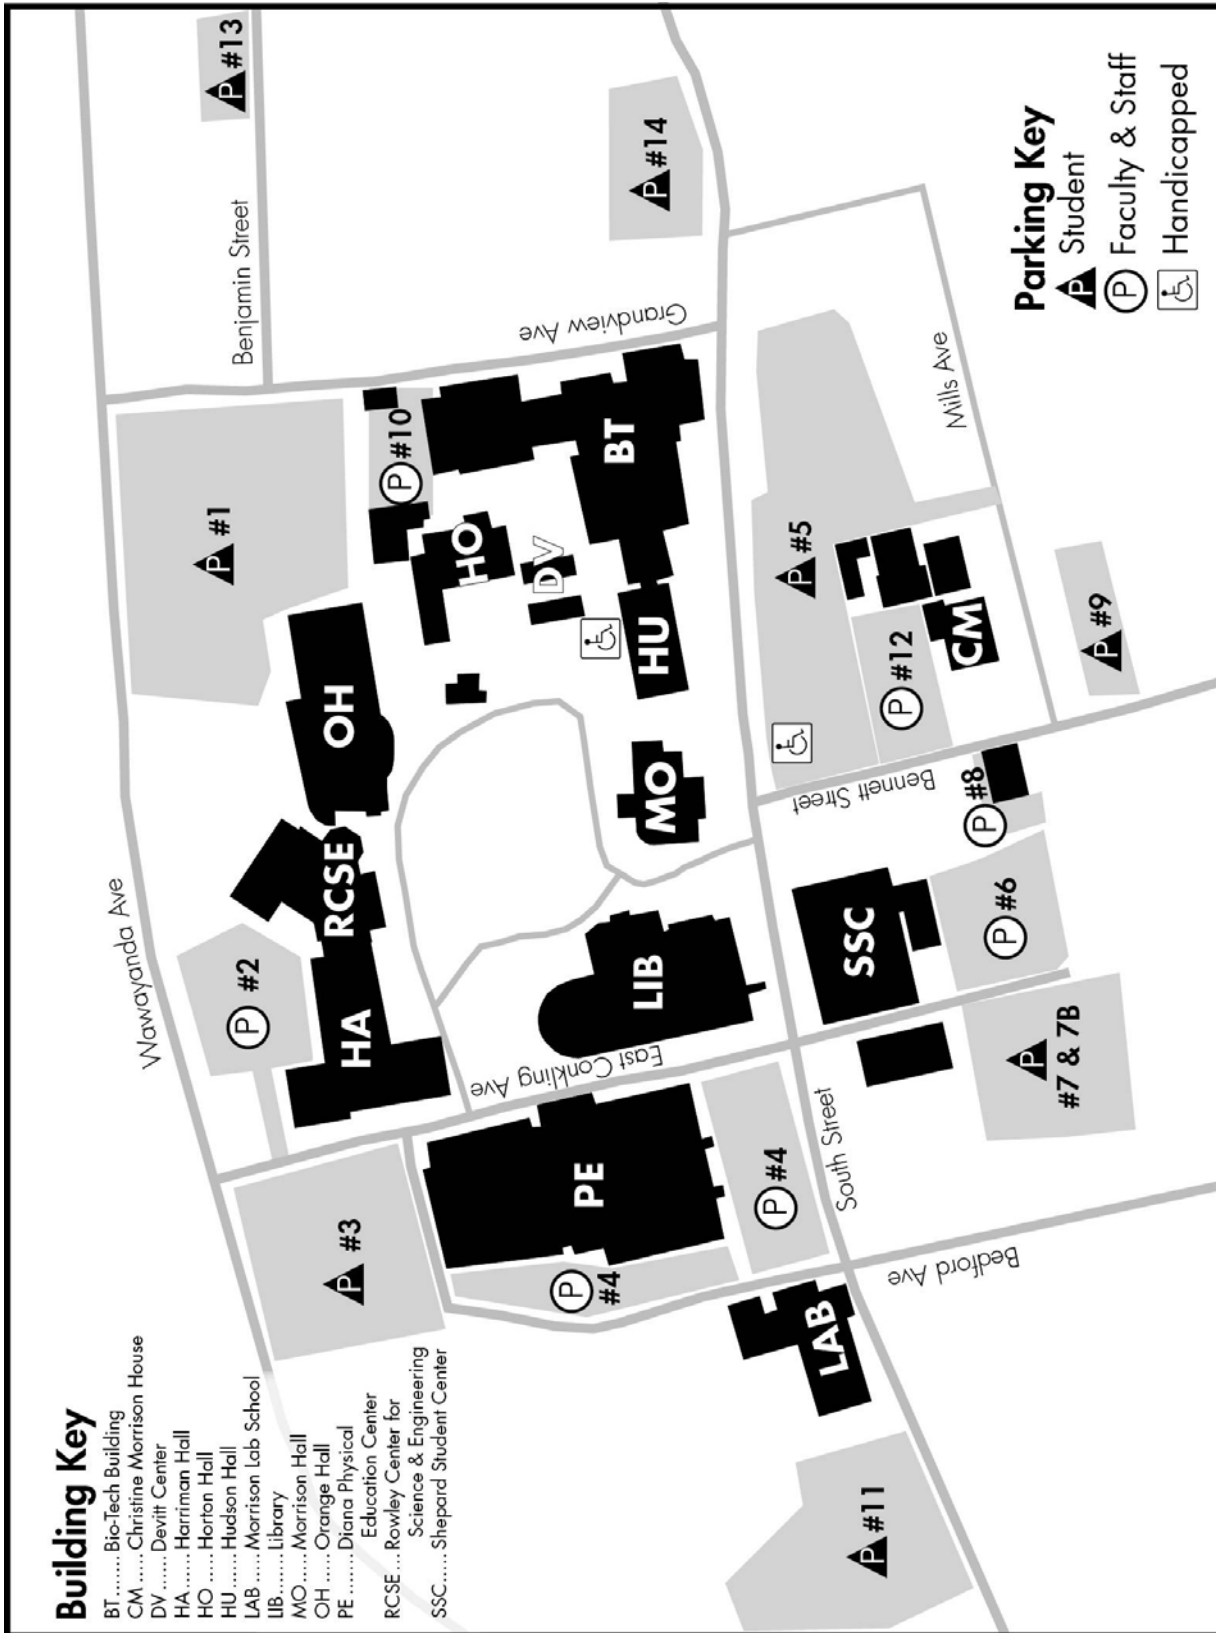 Building Key
BT ....... Bio-Tech Building
CM ..... Christine Morrison House
DV ..... Devitt Center
HA ...... Harriman Hall
HO ..... Horton Hall
HU ..... Hudson Hall
LAB ..... Morrison Lab School
LIB....... Library
MO .... Morrison Hall
OH ..... Orange Hall
PE ...... Diana Physical
Education Center
RCSE ... Rowley Center for
Science & Engineering
SSC..... Shepard Student Center
Wawayanda Ave
Benjamin Street
Grandview Ave
East Conkling Ave
South Street
Bedford Ave
Bennett Street
Mills Ave
P #13
P #14
P #1
P #10
P #2
P #3
P #4
P #4
P #5
P #12
P #9
P #8
P #6
P
#7 & 7B
P #11
OH
RCSE
HA
HO
DV
BT
HU
MO
LIB
PE
SSC
CM
LAB
Parking Key
P Student
P Faculty & Staff
Handicapped